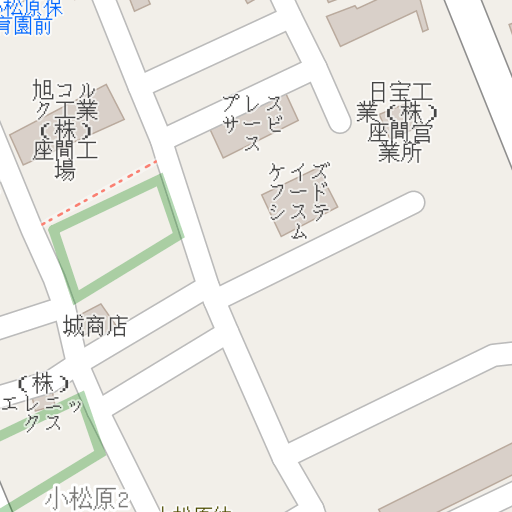 小松原保
育園前
旭コル
ク工業
（株）
座間工
場
プレス
サービ
ス
日宝工
業（株）
座間営
業所
ケイズ
フード
システ
ム
城商店
（株）
エレニッ
クス
小松原2